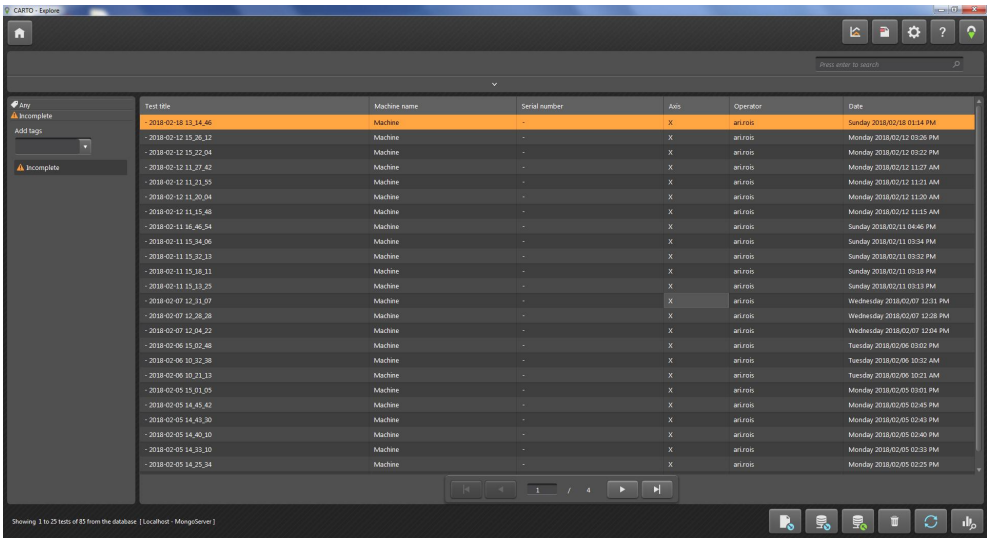 CARTO - Explore
?
Press enter to search
Any
Incomplete
Add tags
Incomplete
Test title Machine name Serial number Axis Operator Date
- 2018-02-18 13_14_46 Machine - X ari.rois Sunday 2018/02/18 01:14 PM
- 2018-02-12 15_26_12 Machine - X ari.rois Monday 2018/02/12 03:26 PM
- 2018-02-12 15_22_04 Machine - X ari.rois Monday 2018/02/12 03:22 PM
- 2018-02-12 11_27_42 Machine - X ari.rois Monday 2018/02/12 11:27 AM
- 2018-02-12 11_21_55 Machine - X ari.rois Monday 2018/02/12 11:21 AM
- 2018-02-12 11_20_04 Machine - X ari.rois Monday 2018/02/12 11:20 AM
- 2018-02-12 11_15_48 Machine - X ari.rois Monday 2018/02/12 11:15 AM
- 2018-02-11 16_46_54 Machine - X ari.rois Sunday 2018/02/11 04:46 PM
- 2018-02-11 15_34_06 Machine - X ari.rois Sunday 2018/02/11 03:34 PM
- 2018-02-11 15_32_13 Machine - X ari.rois Sunday 2018/02/11 03:32 PM
- 2018-02-11 15_18_11 Machine - X ari.rois Sunday 2018/02/11 03:18 PM
- 2018-02-11 15_13_25 Machine - X ari.rois Sunday 2018/02/11 03:13 PM
- 2018-02-07 12_31_07 Machine - X ari.rois Wednesday 2018/02/07 12:31 PM
- 2018-02-07 12_28_28 Machine - X ari.rois Wednesday 2018/02/07 12:28 PM
- 2018-02-07 12_04_22 Machine - X ari.rois Wednesday 2018/02/07 12:04 PM
- 2018-02-06 15_02_48 Machine - X ari.rois Tuesday 2018/02/06 03:02 PM
- 2018-02-06 10_32_38 Machine - X ari.rois Tuesday 2018/02/06 10:32 AM
- 2018-02-06 10_21_13 Machine - X ari.rois Tuesday 2018/02/06 10:21 AM
- 2018-02-05 15_01_05 Machine - X ari.rois Monday 2018/02/05 03:01 PM
- 2018-02-05 14_45_42 Machine - X ari.rois Monday 2018/02/05 02:45 PM
- 2018-02-05 14_43_30 Machine - X ari.rois Monday 2018/02/05 02:43 PM
- 2018-02-05 14_40_10 Machine - X ari.rois Monday 2018/02/05 02:40 PM
- 2018-02-05 14_33_10 Machine - X ari.rois Monday 2018/02/05 02:33 PM
- 2018-02-05 14_25_34 Machine - X ari.rois Monday 2018/02/05 02:25 PM
1 / 4
Showing 1 to 25 tests of 85 from the database [ Localhost - MongoServer ]